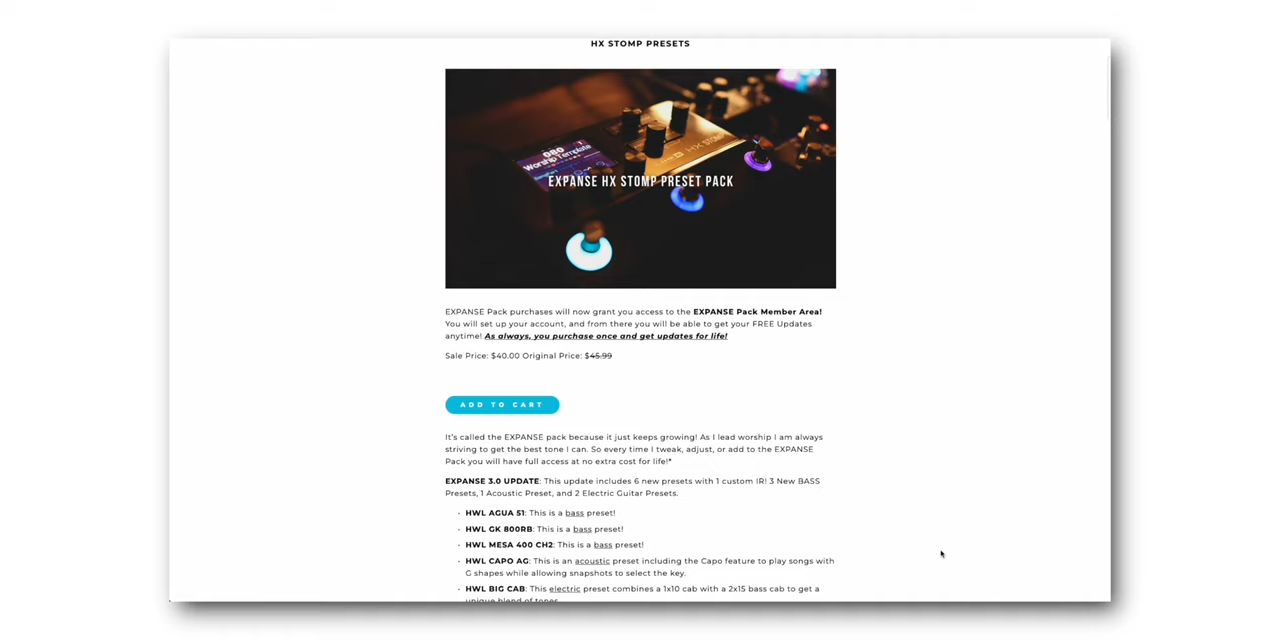 HX STOMP PRESETS
080
Worship Template
HX STOMP
EXPANSE HX STOMP PRESET PACK
EXPANSE Pack purchases will now grant you access to the EXPANSE Pack Member Area!
You will set up your account, and from there you will be able to get your FREE Updates
anytime! As always, you purchase once and get updates for life!
Sale Price: $40.00 Original Price: $45.99
ADD TO CART
It's called the EXPANSE pack because it just keeps growing! As I lead worship I am always
striving to get the best tone I can. So every time I tweak, adjust, or add to the EXPANSE
Pack you will have full access at no extra cost for life!*
EXPANSE 3.0 UPDATE: This update includes 6 new presets with 1 custom IR! 3 New BASS
Presets, 1 Acoustic Preset, and 2 Electric Guitar Presets.
• HWL AGUA 51: This is a bass preset!
• HWL GK 800RB: This is a bass preset!
• HWL MESA 400 CH2: This is a bass preset!
• HWL CAPO AG: This is an acoustic preset including the Capo feature to play songs with
G shapes while allowing snapshots to select the key.
• HWL BIG CAB: This electric preset combines a 1x10 cab with a 2x15 bass cab to get a
unique blend of tones